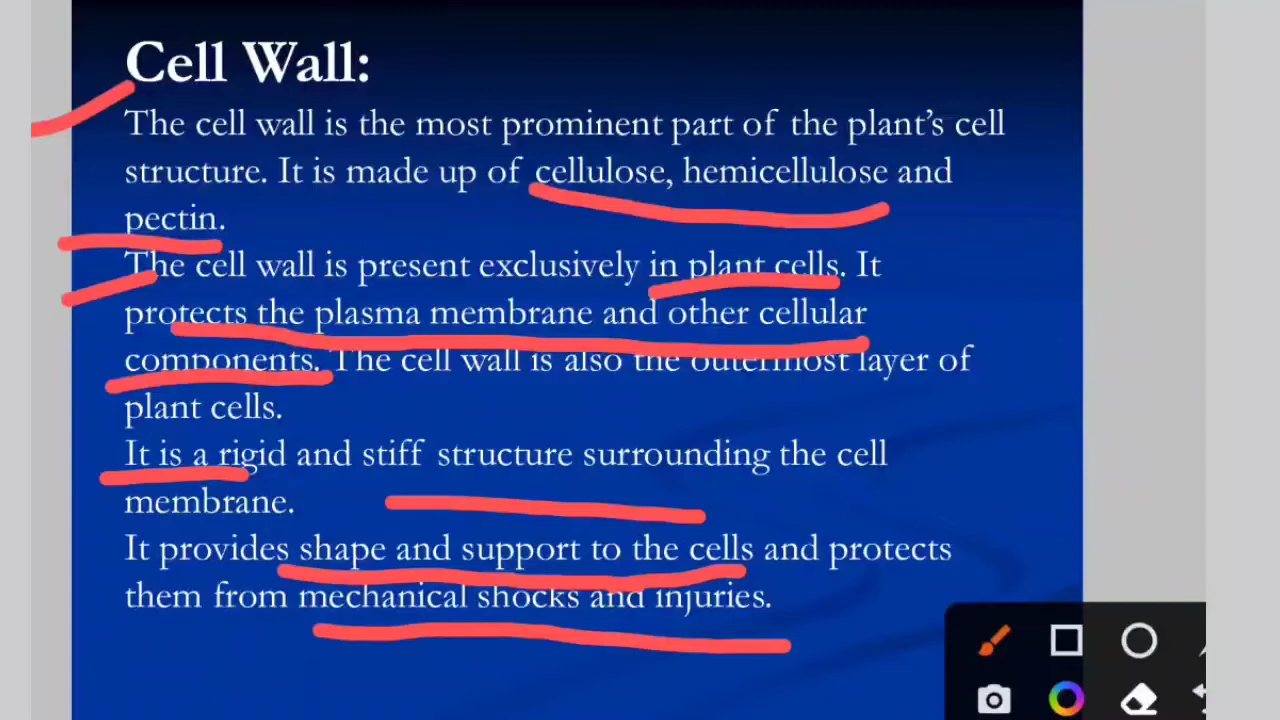 Cell Wall:
The cell wall is the most prominent part of the plant’s cell
structure. It is made up of cellulose, hemicellulose and
pectin.
The cell wall is present exclusively in plant cells. It
protects the plasma membrane and other cellular
components. The cell wall is also the outermost layer of
plant cells.
It is a rigid and stiff structure surrounding the cell
membrane.
It provides shape and support to the cells and protects
them from mechanical shocks and injuries.